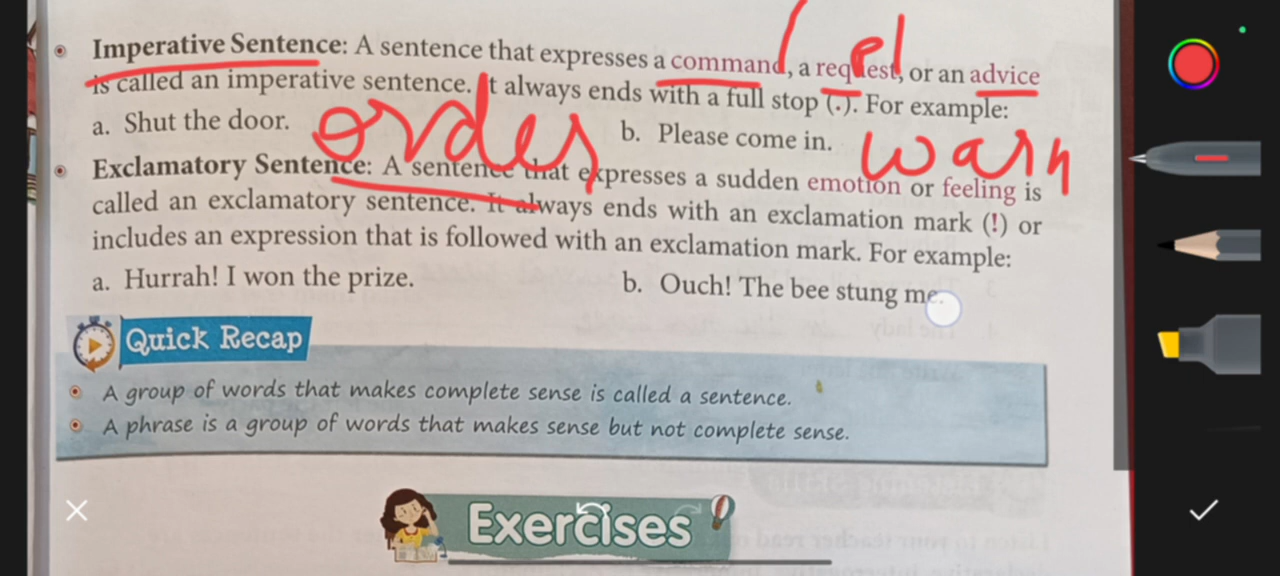 Imperative Sentence: A sentence that expresses a command, a request, or an advice
is called an imperative sentence. It always ends with a full stop (.). For example:
a. Shut the door. b. Please come in.
order
warn
Exclamatory Sentence: A sentence that expresses a sudden emotion or feeling is
called an exclamatory sentence. It always ends with an exclamation mark (!) or
includes an expression that is followed with an exclamation mark. For example:
a. Hurrah! I won the prize. b. Ouch! The bee stung me.
Quick Recap
A group of words that makes complete sense is called a sentence.
A phrase is a group of words that makes sense but not complete sense.
Exercises